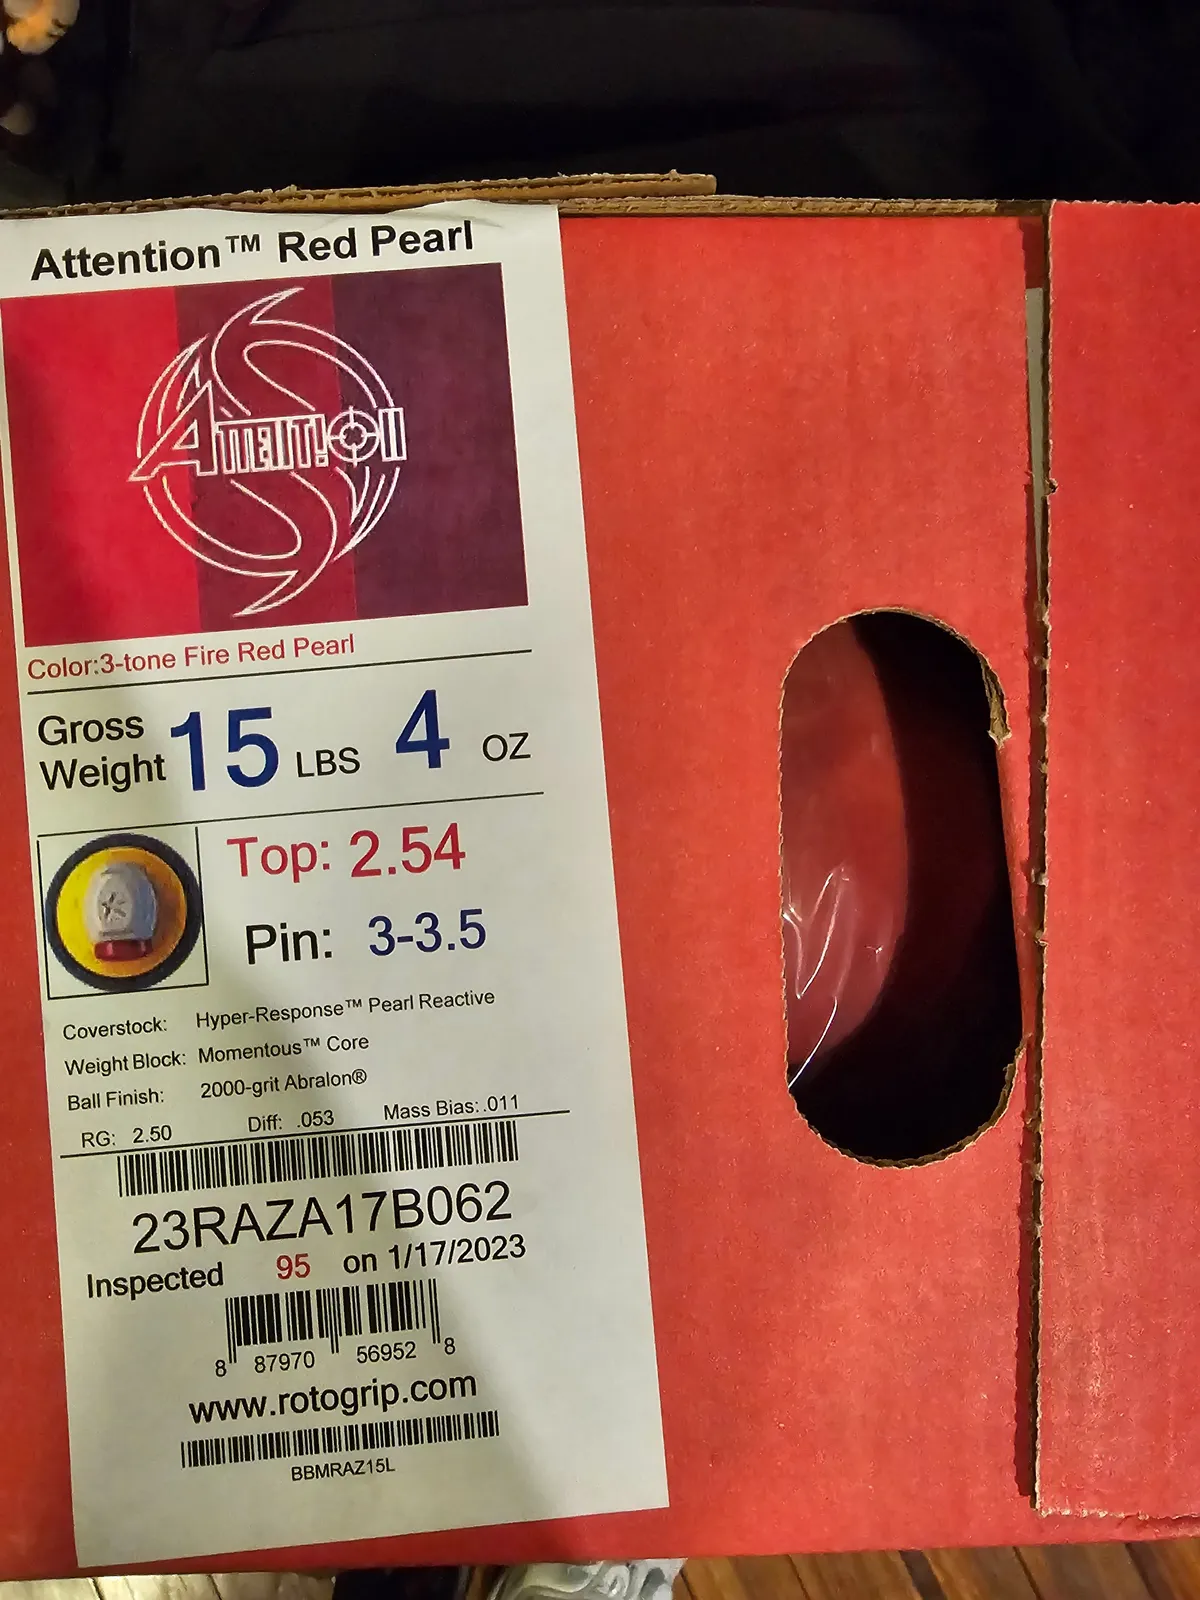 Attention™ Red Pearl
ATTENT!ON
Color:3-tone Fire Red Pearl
Gross Weight 15 LBS 4 OZ
Top: 2.54
Pin: 3-3.5
Coverstock: Hyper-Response™ Pearl Reactive
Weight Block: Momentous™ Core
Ball Finish: 2000-grit Abralon®
RG: 2.50 Diff: .053 Mass Bias: .011
23RAZA17B062
Inspected 95 on 1/17/2023
8 87970 56952 8
www.rotogrip.com
BBMRAZ15L